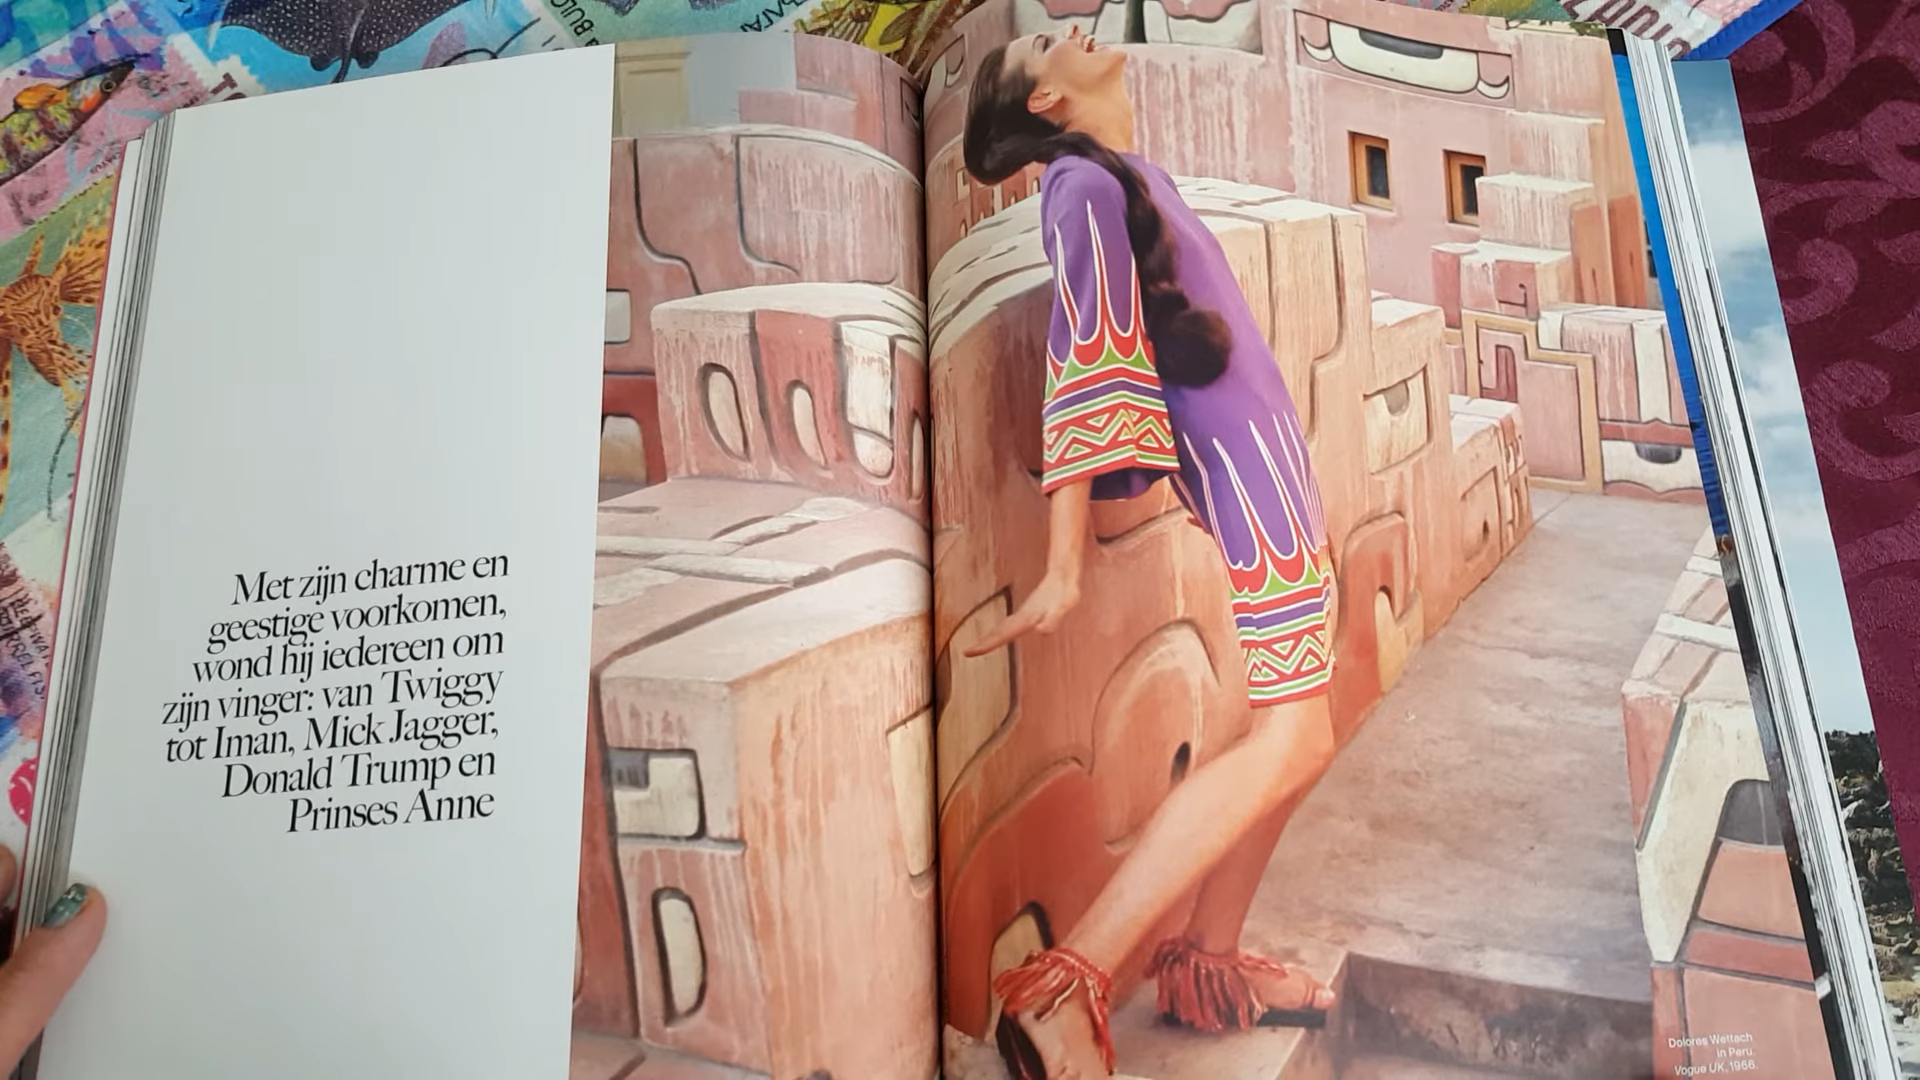 Met zijn charme en
geestige voorkomen,
wond hij iedereen om
zijn vinger: van Twiggy
tot Iman, Mick Jagger,
Donald Trump en
Prinses Anne
Dolores Wettach
in Peru.
Vogue UK, 1966.